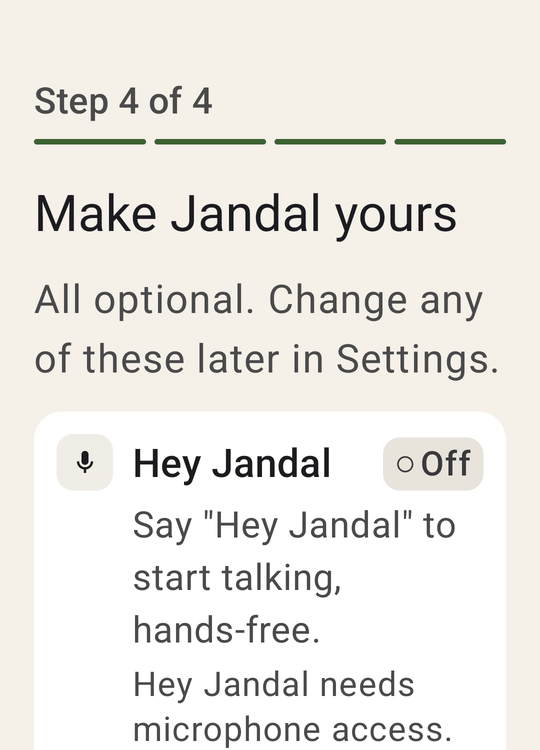 Step 4 of 4
Make Jandal yours
All optional. Change any
of these later in Settings.
Hey Jandal
Off
Say "Hey Jandal" to
start talking,
hands-free.
Hey Jandal needs
microphone access.